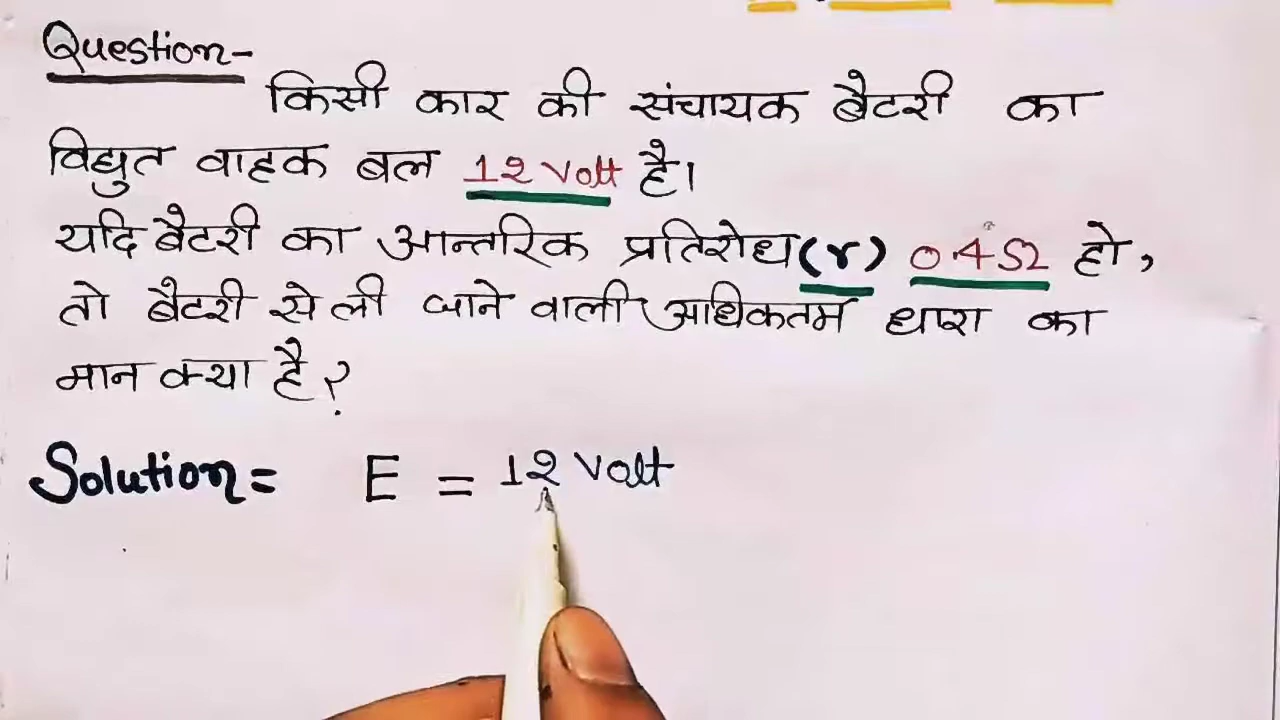 Question-
किसी कार की संचायक बैटरी का
विद्युत वाहक बल 12 Volt है।
यदि बैटरी का आन्तरिक प्रतिरोध (r) 0.4Ω हो,
तो बैटरी से ली जाने वाली अधिकतम धारा का
मान क्या है?
Solution= E = 12 Volt